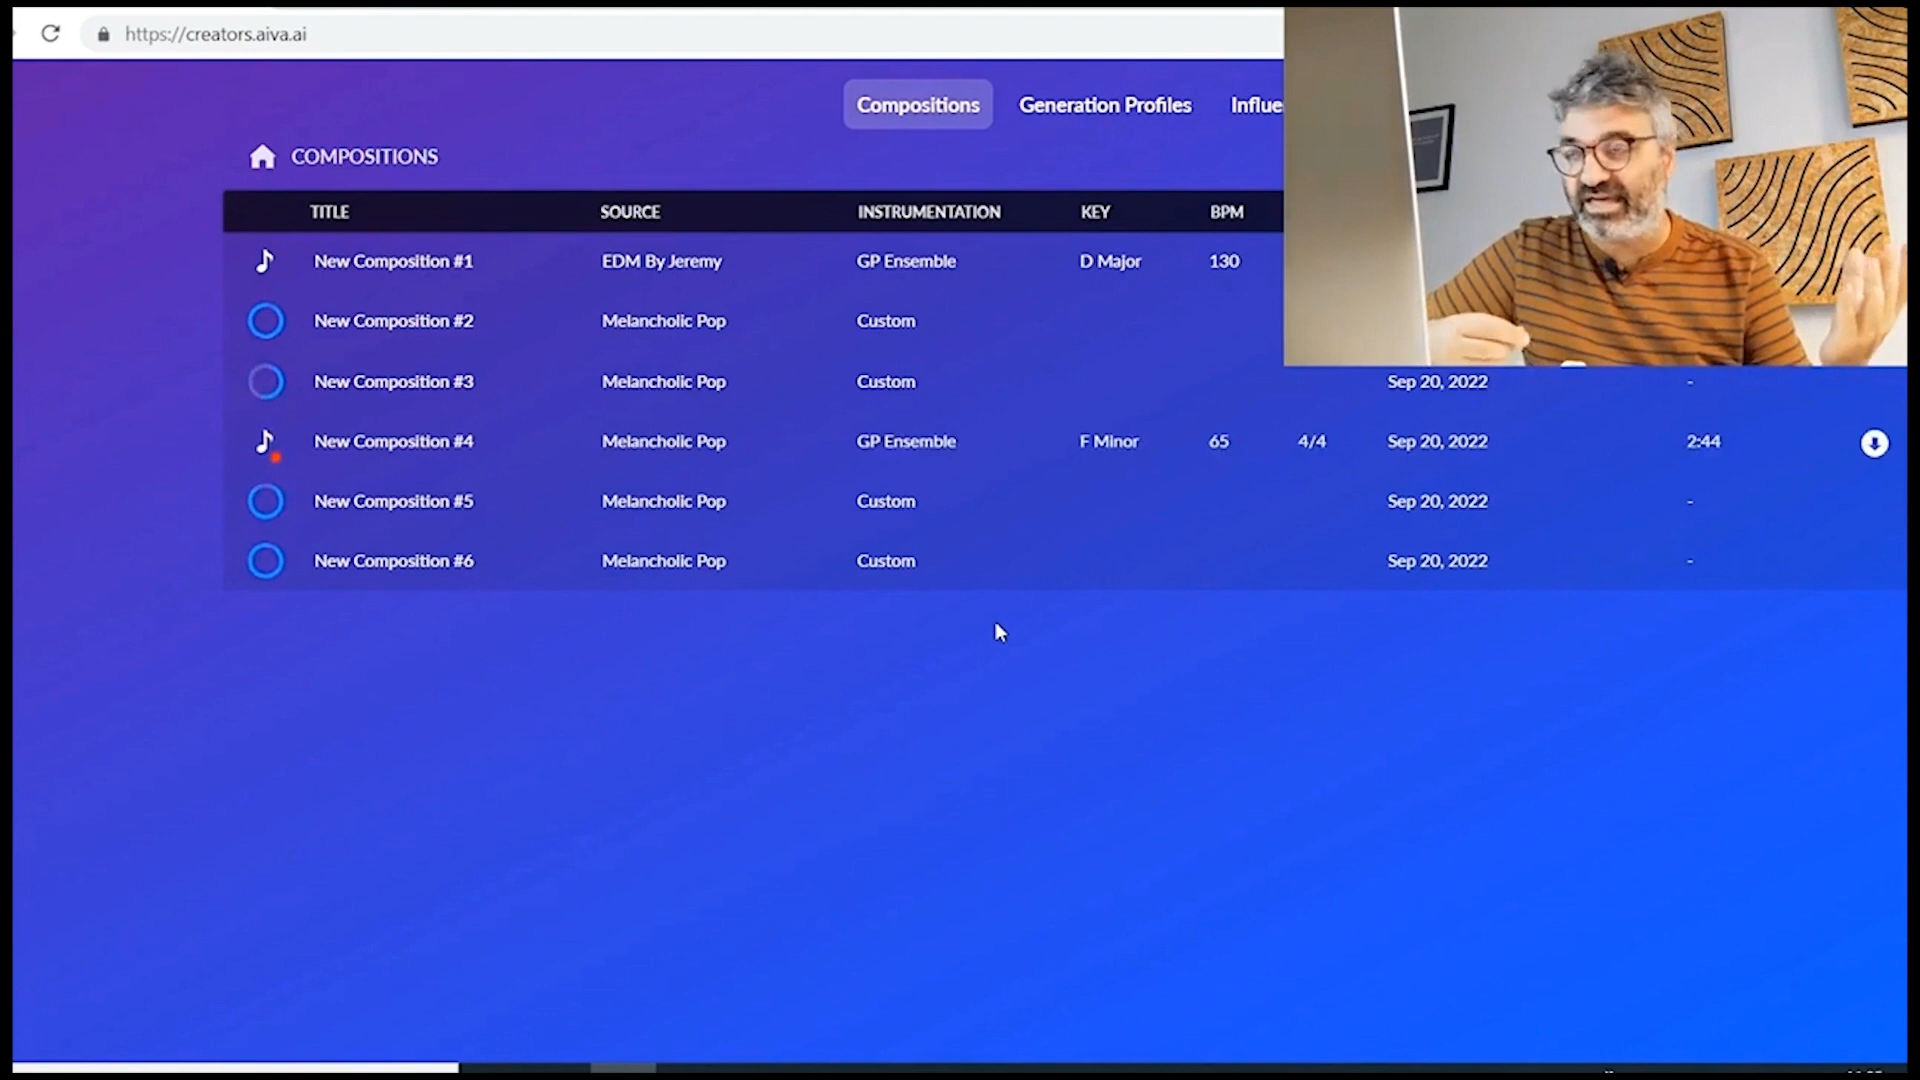 https://creators.aiva.ai
Compositions Generation Profiles Influe
COMPOSITIONS
TITLE SOURCE INSTRUMENTATION KEY BPM
New Composition #1 EDM By Jeremy GP Ensemble D Major 130
New Composition #2 Melancholic Pop Custom
New Composition #3 Melancholic Pop Custom Sep 20, 2022 -
New Composition #4 Melancholic Pop GP Ensemble F Minor 65 4/4 Sep 20, 2022 2:44
New Composition #5 Melancholic Pop Custom Sep 20, 2022 -
New Composition #6 Melancholic Pop Custom Sep 20, 2022 -